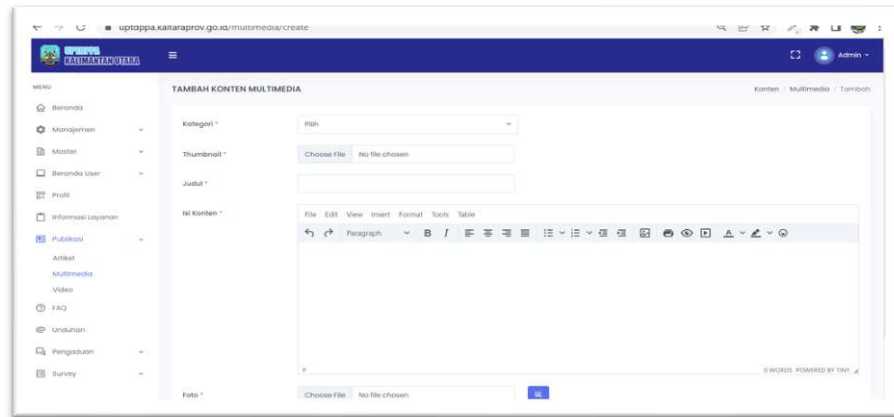 uptdppa.kaltaraprov.go.id/multimedia/create
UPTDPPA
KALIMANTAN UTARA
Admin
MENU
Beranda
Manajemen
Master
Beranda User
Profil
Informasi Layanan
Publikasi
Artikel
Multimedia
Video
FAQ
Unduhan
Pengaduan
Survey
TAMBAH KONTEN MULTIMEDIA
Konten / Multimedia / Tambah
Kategori *
Pilih
Thumbnail *
Choose File No file chosen
Judul *
Isi Konten *
File Edit View Insert Format Tools Table
Paragraph B I A
P
0 WORDS POWERED BY TINY
Foto *
Choose File No file chosen